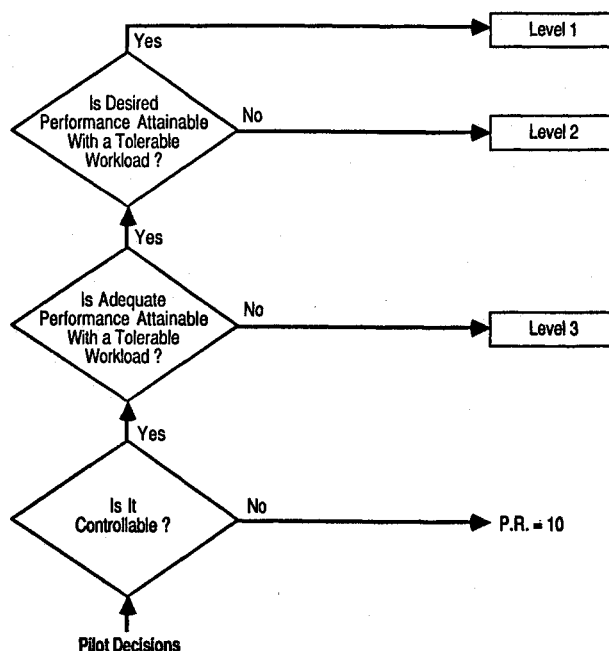 Yes
Level 1
Is Desired
Performance Attainable
With a Tolerable
Workload ?
No
Level 2
Yes
Is Adequate
Performance Attainable
With a Tolerable
Workload ?
No
Level 3
Yes
Is It
Controllable ?
No
P.R. = 10
Pilot Decisions